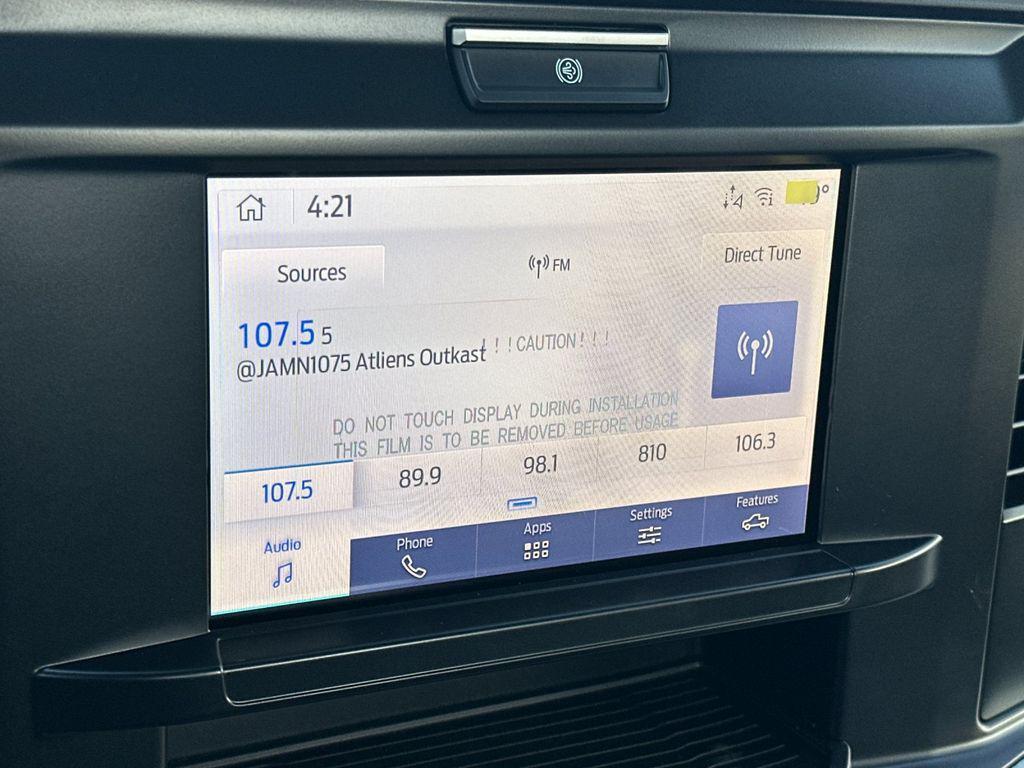 4:21
Sources
FM
Direct Tune
107.5 5
! ! ! CAUTION ! ! !
@JAMN1075 Atliens Outkast
DO NOT TOUCH DISPLAY DURING INSTALLATION
THIS FILM IS TO BE REMOVED BEFORE USAGE
107.5
89.9
98.1
810
106.3
Audio
Phone
Apps
Settings
Features